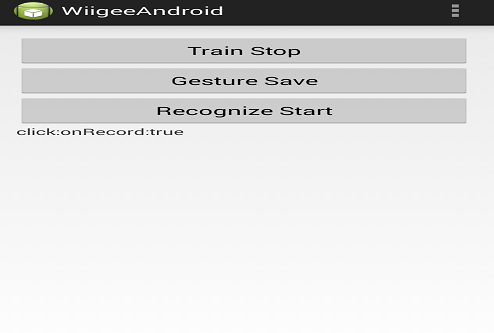 WiigeeAndroid
Train Stop
Gesture Save
Recognize Start
click:onRecord:true